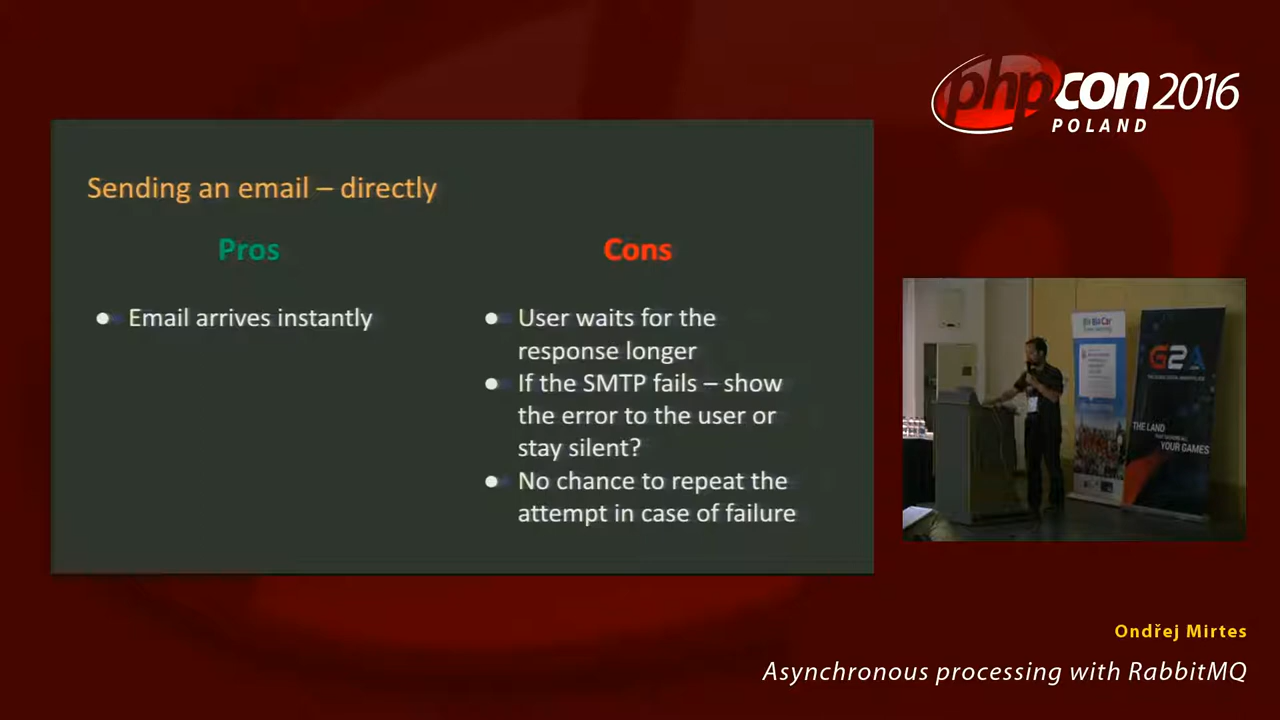 phpcon 2016
POLAND
Sending an email – directly
Pros
Cons
● Email arrives instantly
● User waits for the
response longer
● If the SMTP fails – show
the error to the user or
stay silent?
● No chance to repeat the
attempt in case of failure
G2A
THE LAND
YOUR GAMES
Ondřej Mirtes
Asynchronous processing with RabbitMQ